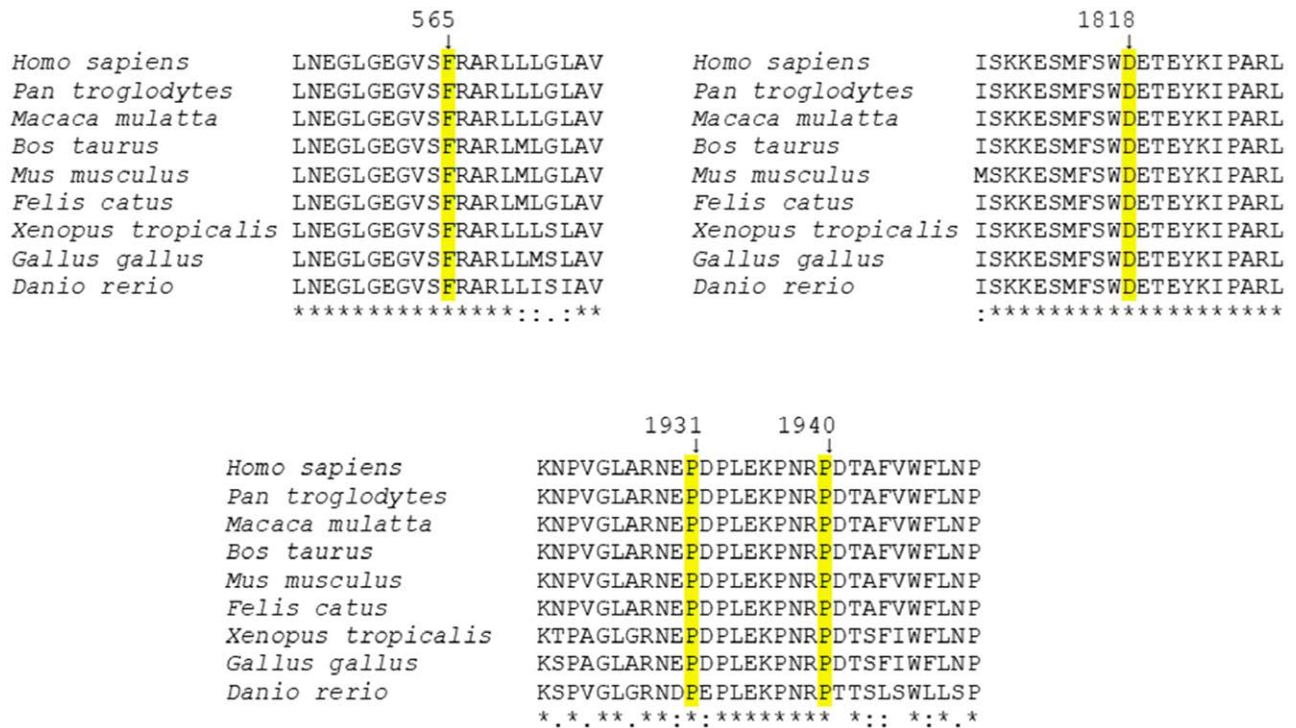 565
↓
Homo sapiens LNEGLGEGVSFRARLLLGLAV
Pan troglodytes LNEGLGEGVSFRARLLLGLAV
Macaca mulatta LNEGLGEGVSFRARLLLGLAV
Bos taurus LNEGLGEGVSFRARLMLGLAV
Mus musculus LNEGLGEGVSFRARLMLGLAV
Felis catus LNEGLGEGVSFRARLMLGLAV
Xenopus tropicalis LNEGLGEGVSFRARLLLSLAV
Gallus gallus LNEGLGEGVSFRARLLMSLAV
Danio rerio LNEGLGEGVSFRARLLISIAV
***************::.:**
1818
↓
Homo sapiens ISKKESMFSWDETEYKIPARL
Pan troglodytes ISKKESMFSWDETEYKIPARL
Macaca mulatta ISKKESMFSWDETEYKIPARL
Bos taurus ISKKESMFSWDETEYKIPARL
Mus musculus MSKKESMFSWDETEYKIPARL
Felis catus ISKKESMFSWDETEYKIPARL
Xenopus tropicalis ISKKESMFSWDETEYKIPARL
Gallus gallus ISKKESMFSWDETEYKIPARL
Danio rerio ISKKESMFSWDETEYKIPARL
:********************
1931 1940
↓ ↓
Homo sapiens KNPVGLARNEPDPLEKPNRPDTAFVWFLNP
Pan troglodytes KNPVGLARNEPDPLEKPNRPDTAFVWFLNP
Macaca mulatta KNPVGLARNEPDPLEKPNRPDTAFVWFLNP
Bos taurus KNPVGLARNEPDPLEKPNRPDTAFVWFLNP
Mus musculus KNPVGLARNEPDPLEKPNRPDTAFVWFLNP
Felis catus KNPVGLARNEPDPLEKPNRPDTAFVWFLNP
Xenopus tropicalis KTPAGLGRNEPDPLEKPNRPDTSFIWFLNP
Gallus gallus KSPAGLARNEPDPLEKPNRPDTSFIWFLNP
Danio rerio KSPVGLGRNDPEPLEKPNRPTTSLSWLLSP
*.*.**.**:*:******** *:: *:*.*